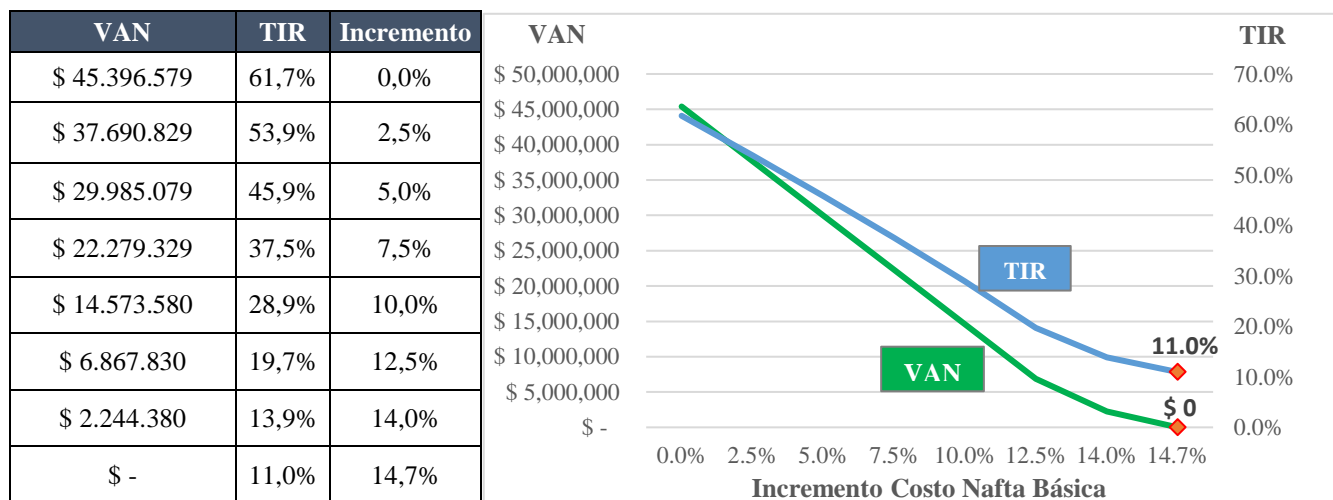 VAN TIR Incremento
$ 45.396.579 61,7% 0,0%
$ 37.690.829 53,9% 2,5%
$ 29.985.079 45,9% 5,0%
$ 22.279.329 37,5% 7,5%
$ 14.573.580 28,9% 10,0%
$ 6.867.830 19,7% 12,5%
$ 2.244.380 13,9% 14,0%
$ - 11,0% 14,7%
VAN
TIR
$ 50,000,000
$ 45,000,000
$ 40,000,000
$ 35,000,000
$ 30,000,000
$ 25,000,000
$ 20,000,000
$ 15,000,000
$ 10,000,000
$ 5,000,000
$ -
70.0%
60.0%
50.0%
40.0%
30.0%
20.0%
10.0%
0.0%
TIR
VAN
11.0%
$ 0
0.0% 2.5% 5.0% 7.5% 10.0% 12.5% 14.0% 14.7%
Incremento Costo Nafta Básica